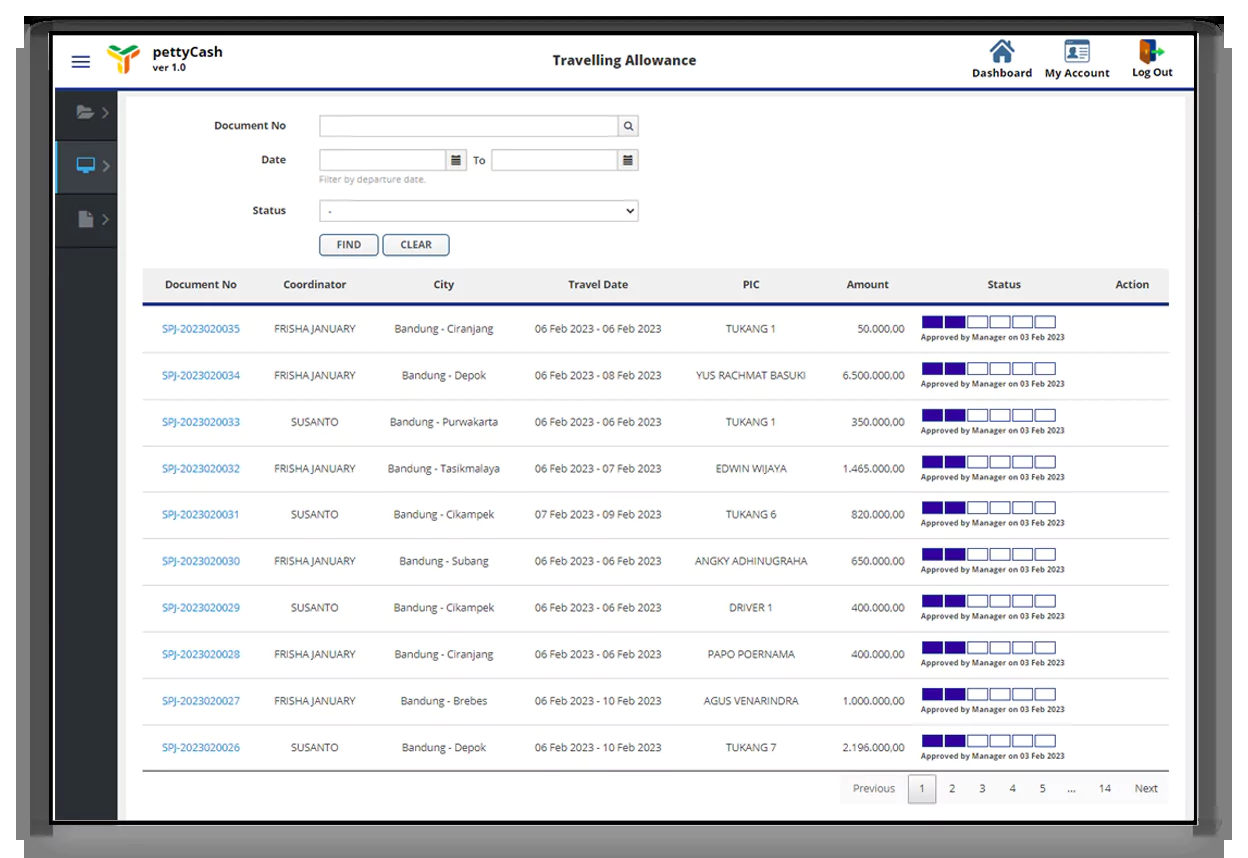 pettyCash
ver 1.0
Travelling Allowance
Dashboard
My Account
Log Out
Document No
Date To
Filter by departure date.
Status -
FIND CLEAR
Document No Coordinator City Travel Date PIC Amount Status Action
SPJ-2023020035 FRISHA JANUARY Bandung - Ciranjang 06 Feb 2023 - 06 Feb 2023 TUKANG 1 50.000,00
Approved by Manager on 03 Feb 2023
SPJ-2023020034 FRISHA JANUARY Bandung - Depok 06 Feb 2023 - 08 Feb 2023 YUS RACHMAT BASUKI 6.500.000,00
Approved by Manager on 03 Feb 2023
SPJ-2023020033 SUSANTO Bandung - Purwakarta 06 Feb 2023 - 06 Feb 2023 TUKANG 1 350.000,00
Approved by Manager on 03 Feb 2023
SPJ-2023020032 FRISHA JANUARY Bandung - Tasikmalaya 06 Feb 2023 - 07 Feb 2023 EDWIN WIJAYA 1.465.000,00
Approved by Manager on 03 Feb 2023
SPJ-2023020031 SUSANTO Bandung - Cikampek 07 Feb 2023 - 09 Feb 2023 TUKANG 6 820.000,00
Approved by Manager on 03 Feb 2023
SPJ-2023020030 FRISHA JANUARY Bandung - Subang 06 Feb 2023 - 06 Feb 2023 ANGKY ADHINUGRAHA 650.000,00
Approved by Manager on 03 Feb 2023
SPJ-2023020029 SUSANTO Bandung - Cikampek 06 Feb 2023 - 06 Feb 2023 DRIVER 1 400.000,00
Approved by Manager on 03 Feb 2023
SPJ-2023020028 FRISHA JANUARY Bandung - Ciranjang 06 Feb 2023 - 06 Feb 2023 PAPO POERNAMA 400.000,00
Approved by Manager on 03 Feb 2023
SPJ-2023020027 FRISHA JANUARY Bandung - Brebes 06 Feb 2023 - 10 Feb 2023 AGUS VENARINDRA 1.000.000,00
Approved by Manager on 03 Feb 2023
SPJ-2023020026 SUSANTO Bandung - Depok 06 Feb 2023 - 10 Feb 2023 TUKANG 7 2.196.000,00
Approved by Manager on 03 Feb 2023
Previous 1 2 3 4 5 ... 14 Next